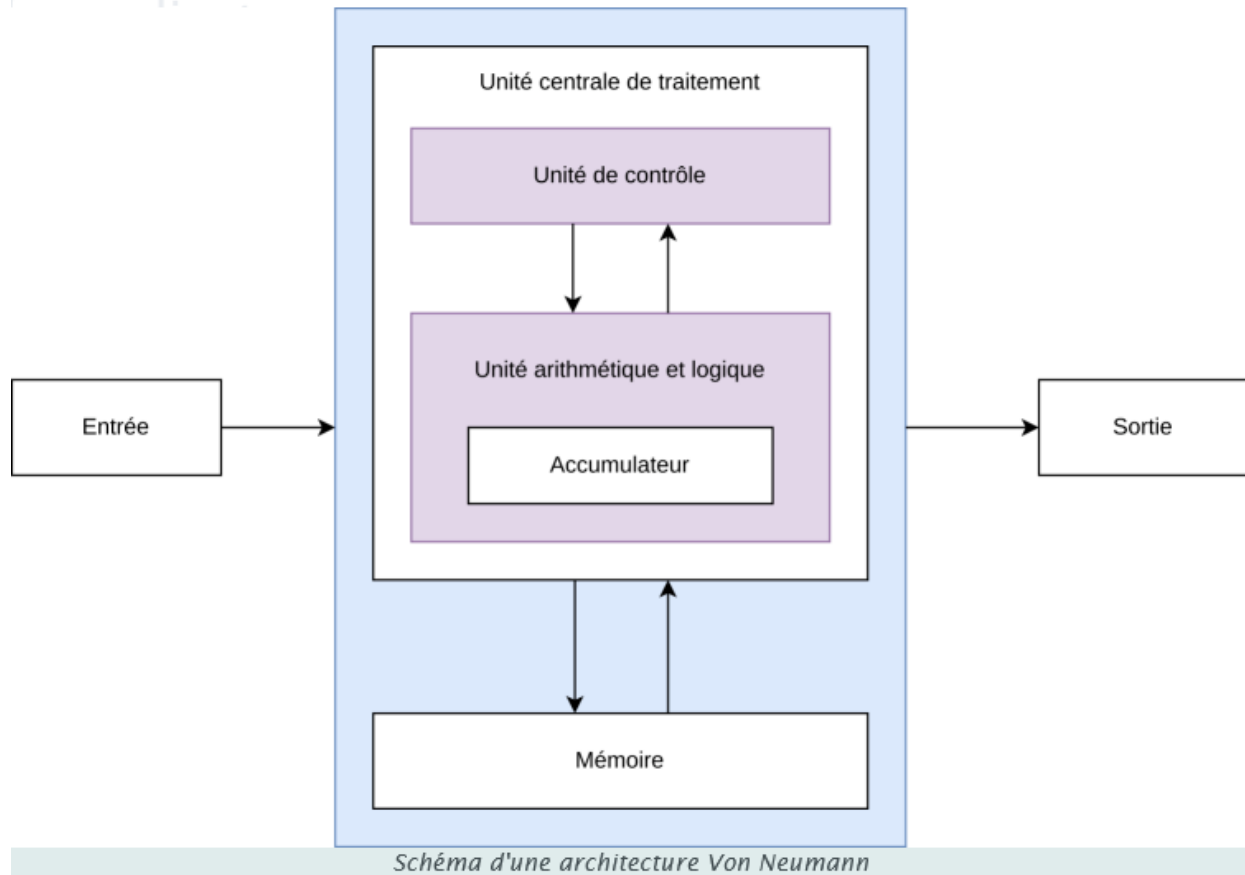 Unité centrale de traitement
Unité de contrôle
Unité arithmétique et logique
Entrée
Accumulateur
Sortie
Mémoire
Schéma d'une architecture Von Neumann